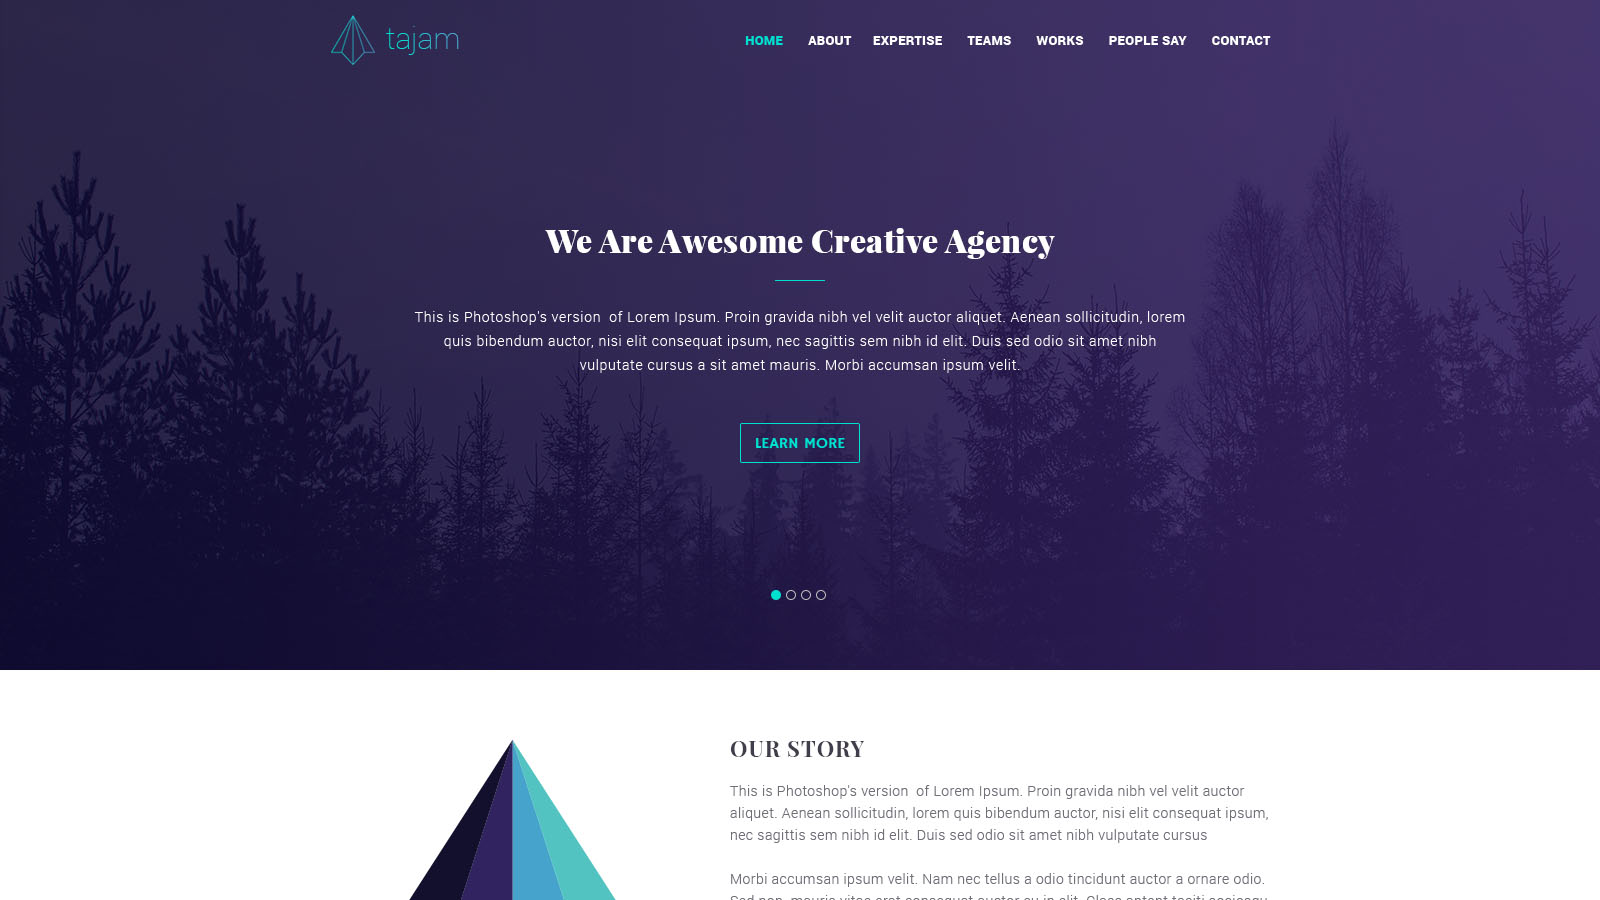 tajam
HOME ABOUT EXPERTISE TEAMS WORKS PEOPLE SAY CONTACT
We Are Awesome Creative Agency
This is Photoshop's version of Lorem Ipsum. Proin gravida nibh vel velit auctor aliquet. Aenean sollicitudin, lorem
quis bibendum auctor, nisi elit consequat ipsum, nec sagittis sem nibh id elit. Duis sed odio sit amet nibh
vulputate cursus a sit amet mauris. Morbi accumsan ipsum velit.
LEARN MORE
OUR STORY
This is Photoshop's version of Lorem Ipsum. Proin gravida nibh vel velit auctor
aliquet. Aenean sollicitudin, lorem quis bibendum auctor, nisi elit consequat ipsum,
nec sagittis sem nibh id elit. Duis sed odio sit amet nibh vulputate cursus
Morbi accumsan ipsum velit. Nam nec tellus a odio tincidunt auctor a ornare odio.